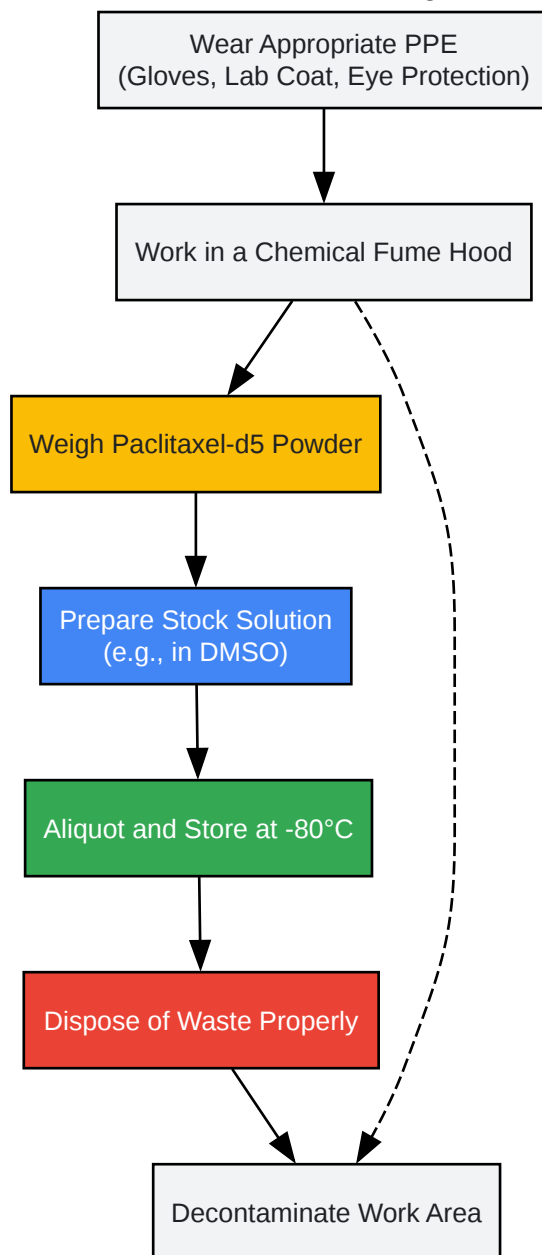 Wear Appropriate PPE
(Gloves, Lab Coat, Eye Protection)
Work in a Chemical Fume Hood
Weigh Paclitaxel-d5 Powder
Prepare Stock Solution
(e.g., in DMSO)
Aliquot and Store at -80°C
Dispose of Waste Properly
Decontaminate Work Area